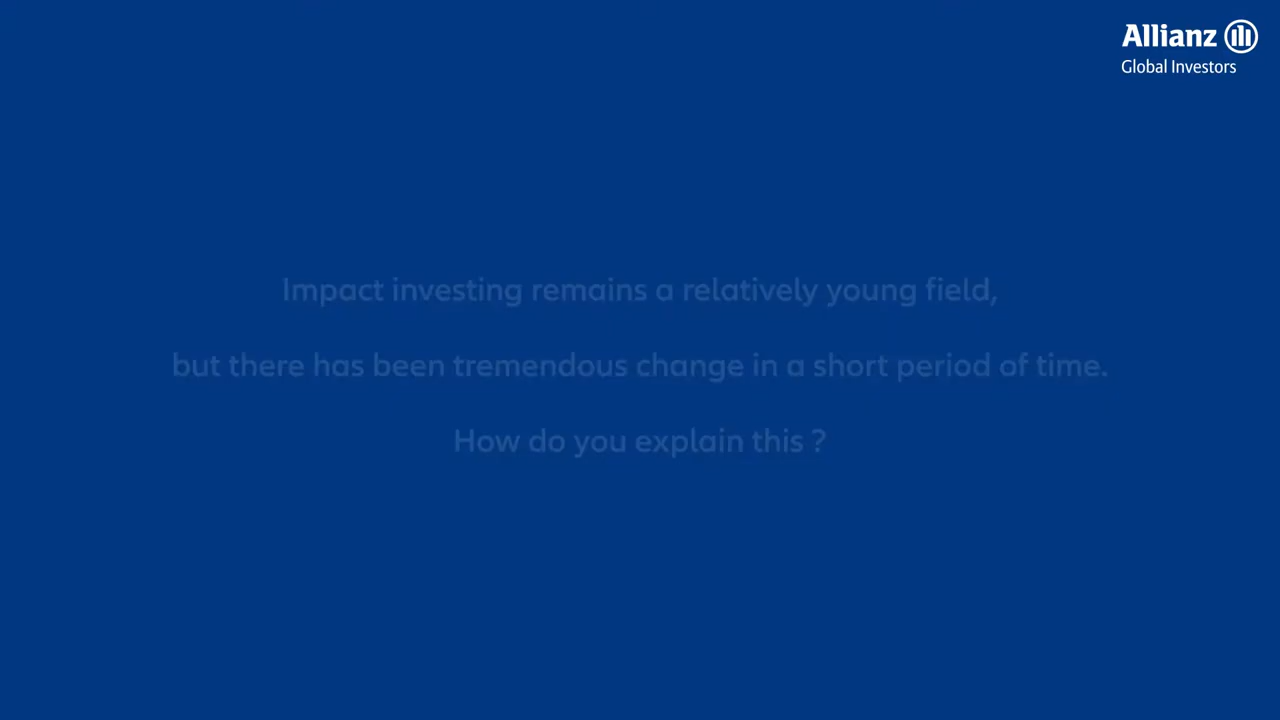 Allianz
Global Investors
Impact investing remains a relatively young field,
but there has been tremendous change in a short period of time.
How do you explain this ?